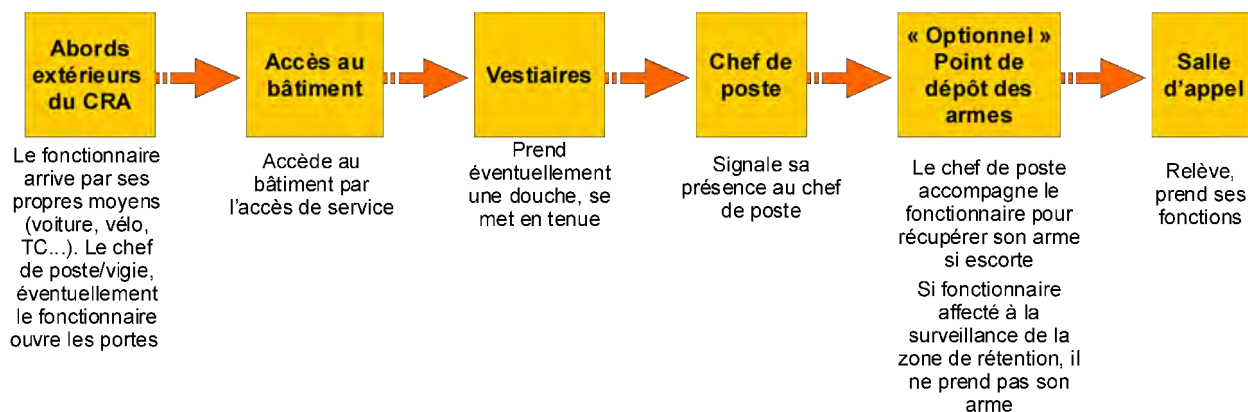 Abords
extérieurs
du CRA
Le fonctionnaire
arrive par ses
propres moyens
(voiture, vélo,
TC...). Le chef
de poste/vigie,
éventuellement
le fonctionnaire
ouvre les portes
Accès au
bâtiment
Accède au
bâtiment par
l'accès de service
Vestiaires
Prend
éventuellement
une douche, se
met en tenue
Chef de
poste
Signale sa
présence au chef
de poste
« Optionnel »
Point de
dépôt des
armes
Le chef de poste
accompagne le
fonctionnaire pour
récupérer son arme
si escorte
Si fonctionnaire
affecté à la
surveillance de la
zone de rétention, il
ne prend pas son
arme
Salle
d'appel
Relève,
prend ses
fonctions